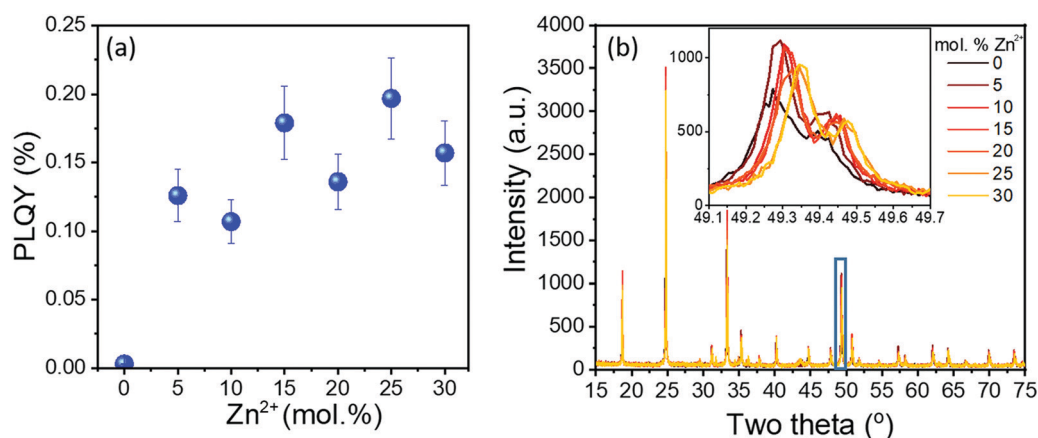 (a)
PLQY (%)
0.25
0.20
0.15
0.10
0.05
0.00
0 5 10 15 20 25 30
Zn²⁺ (mol.%)
(b)
Intensity (a.u.)
4000
3500
3000
2500
2000
1500
1000
500
0
15 20 25 30 35 40 45 50 55 60 65 70 75
Two theta (º)
1000
500
0
49.1 49.2 49.3 49.4 49.5 49.6 49.7
mol. % Zn²⁺
0
5
10
15
20
25
30